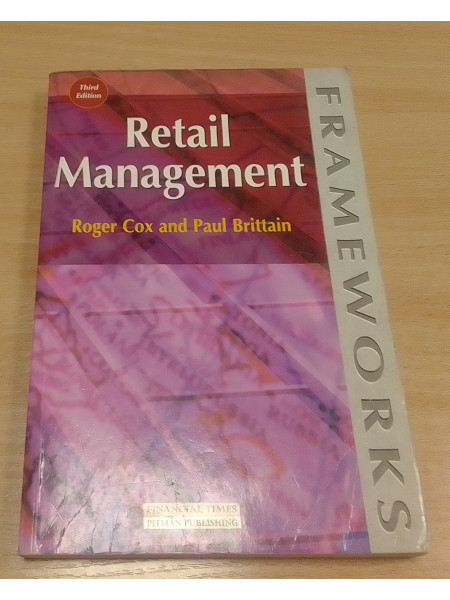 Third
Edition
Retail
Management
Roger Cox and Paul Brittain
FRAMEWORKS
FINANCIAL TIMES
PITMAN PUBLISHING